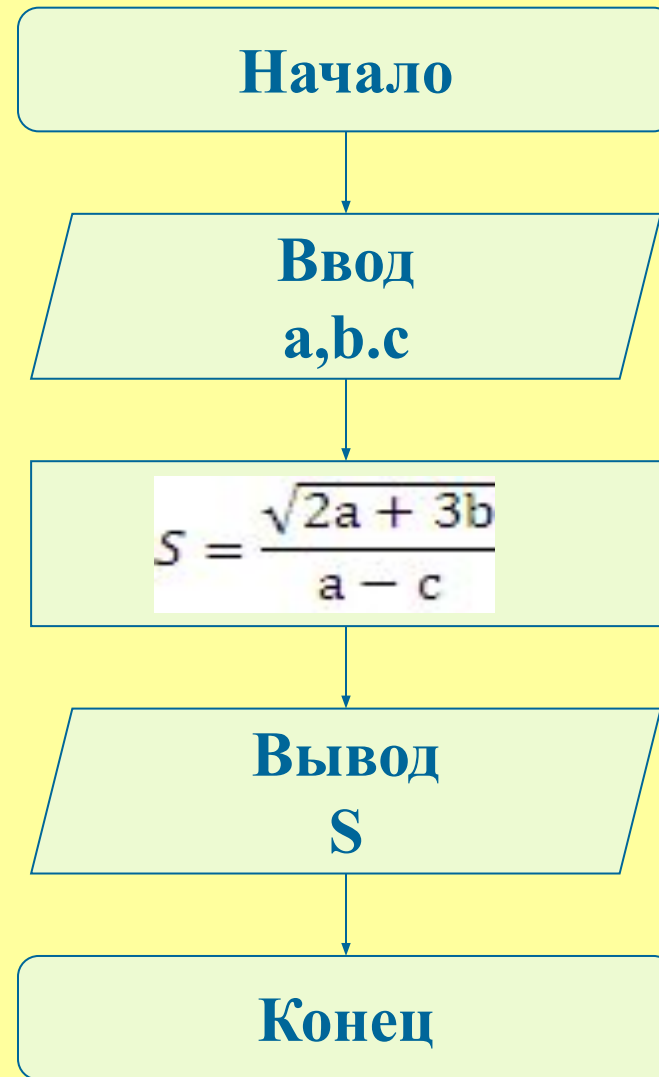 Начало
Ввод
a,b.c
S = √2a + 3b / a − c
Вывод
S
Конец